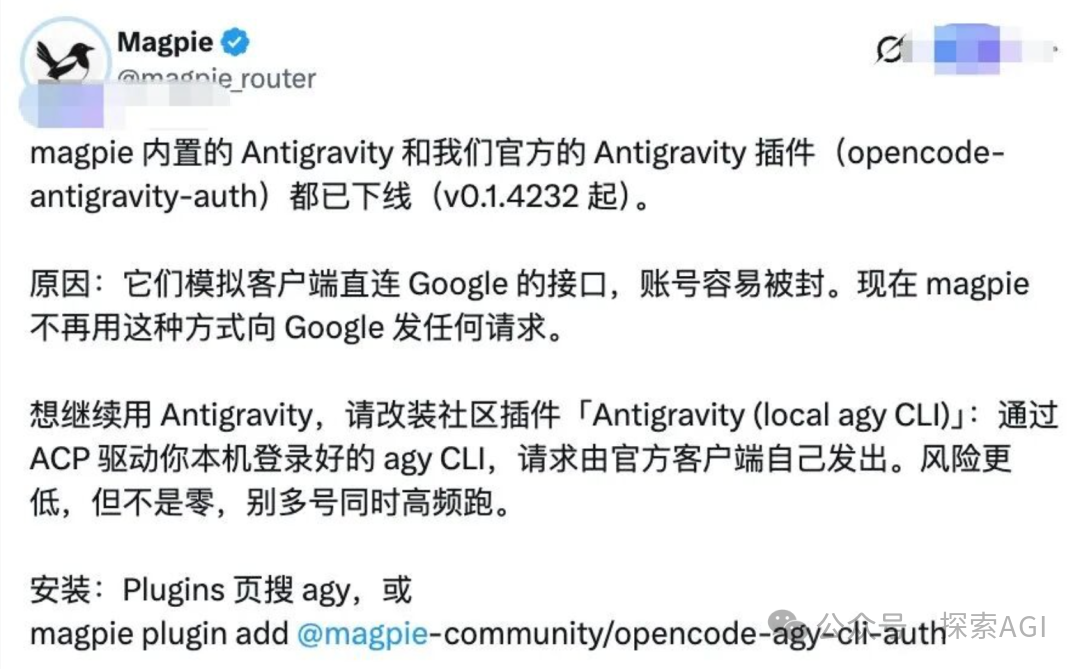 Magpie
@magpie_router
magpie 内置的 Antigravity 和我们官方的 Antigravity 插件（opencode-
antigravity-auth）都已下线（v0.1.4232 起）。
原因：它们模拟客户端直连 Google 的接口，账号容易被封。现在 magpie
不再用这种方式向 Google 发任何请求。
想继续用 Antigravity，请改装社区插件「Antigravity (local agy CLI)」：通过
ACP 驱动你本机登录好的 agy CLI，请求由官方客户端自己发出。风险更
低，但不是零，别多号同时高频跑。
安装：Plugins 页搜 agy，或
magpie plugin add @magpie-community/opencode-agy-cli-auth
公众号 · 探索AGI